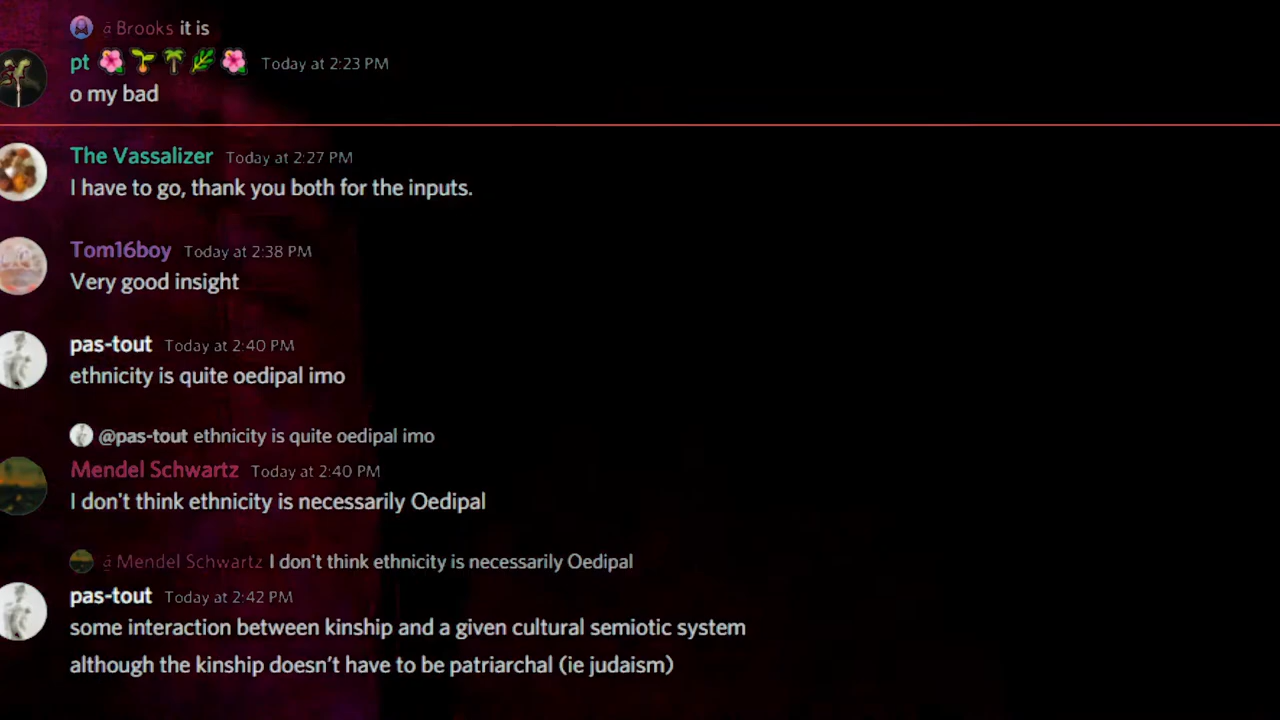 Brooks it is
pt Today at 2:23 PM
o my bad
The Vassalizer Today at 2:27 PM
I have to go, thank you both for the inputs.
Tom16boy Today at 2:38 PM
Very good insight
pas-tout Today at 2:40 PM
ethnicity is quite oedipal imo
@pas-tout ethnicity is quite oedipal imo
Mendel Schwartz Today at 2:40 PM
I don't think ethnicity is necessarily Oedipal
Mendel Schwartz I don't think ethnicity is necessarily Oedipal
pas-tout Today at 2:42 PM
some interaction between kinship and a given cultural semiotic system
although the kinship doesn't have to be patriarchal (ie judaism)